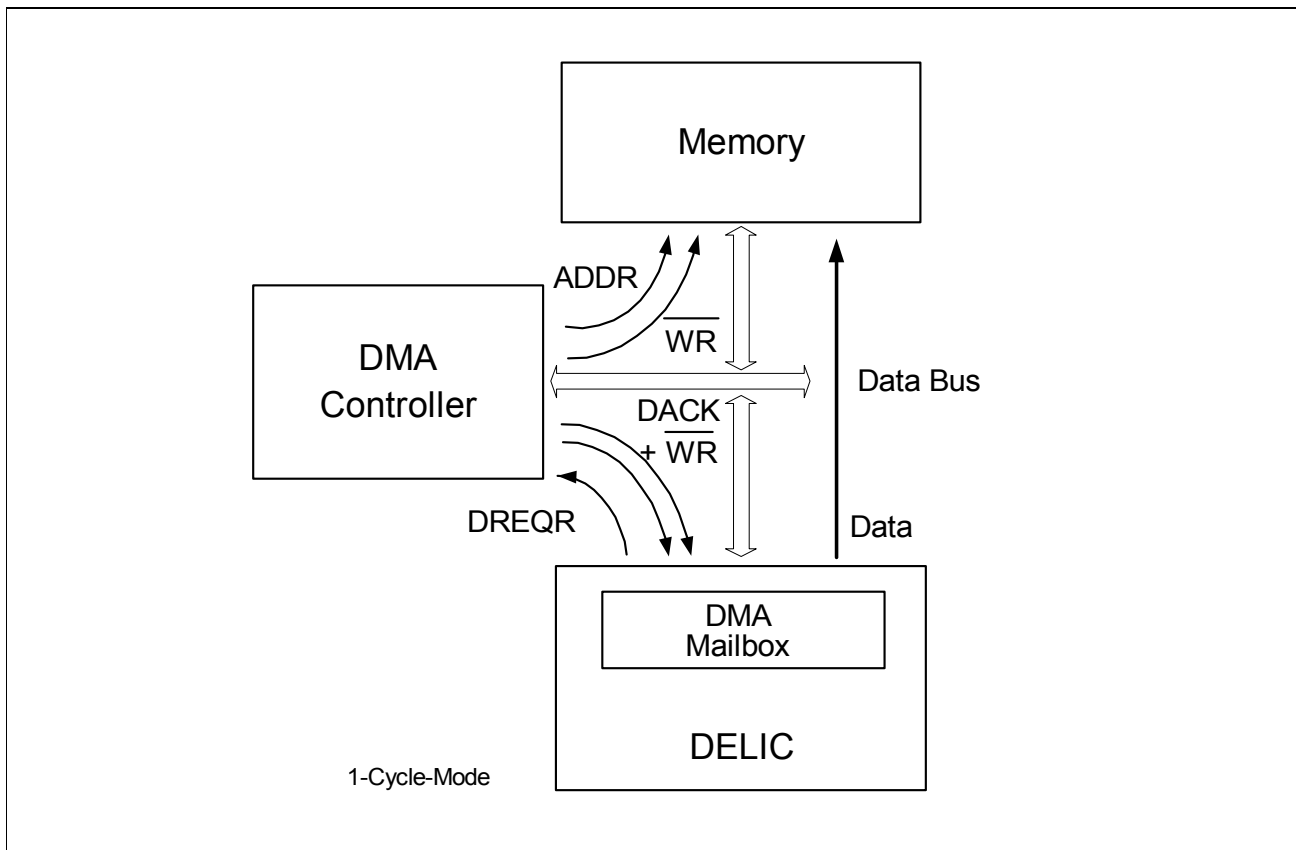 Memory
ADDR
WR
DMA
Controller
Data Bus
DACK
+ WR
DREQR
Data
DMA
Mailbox
DELIC
1-Cycle-Mode